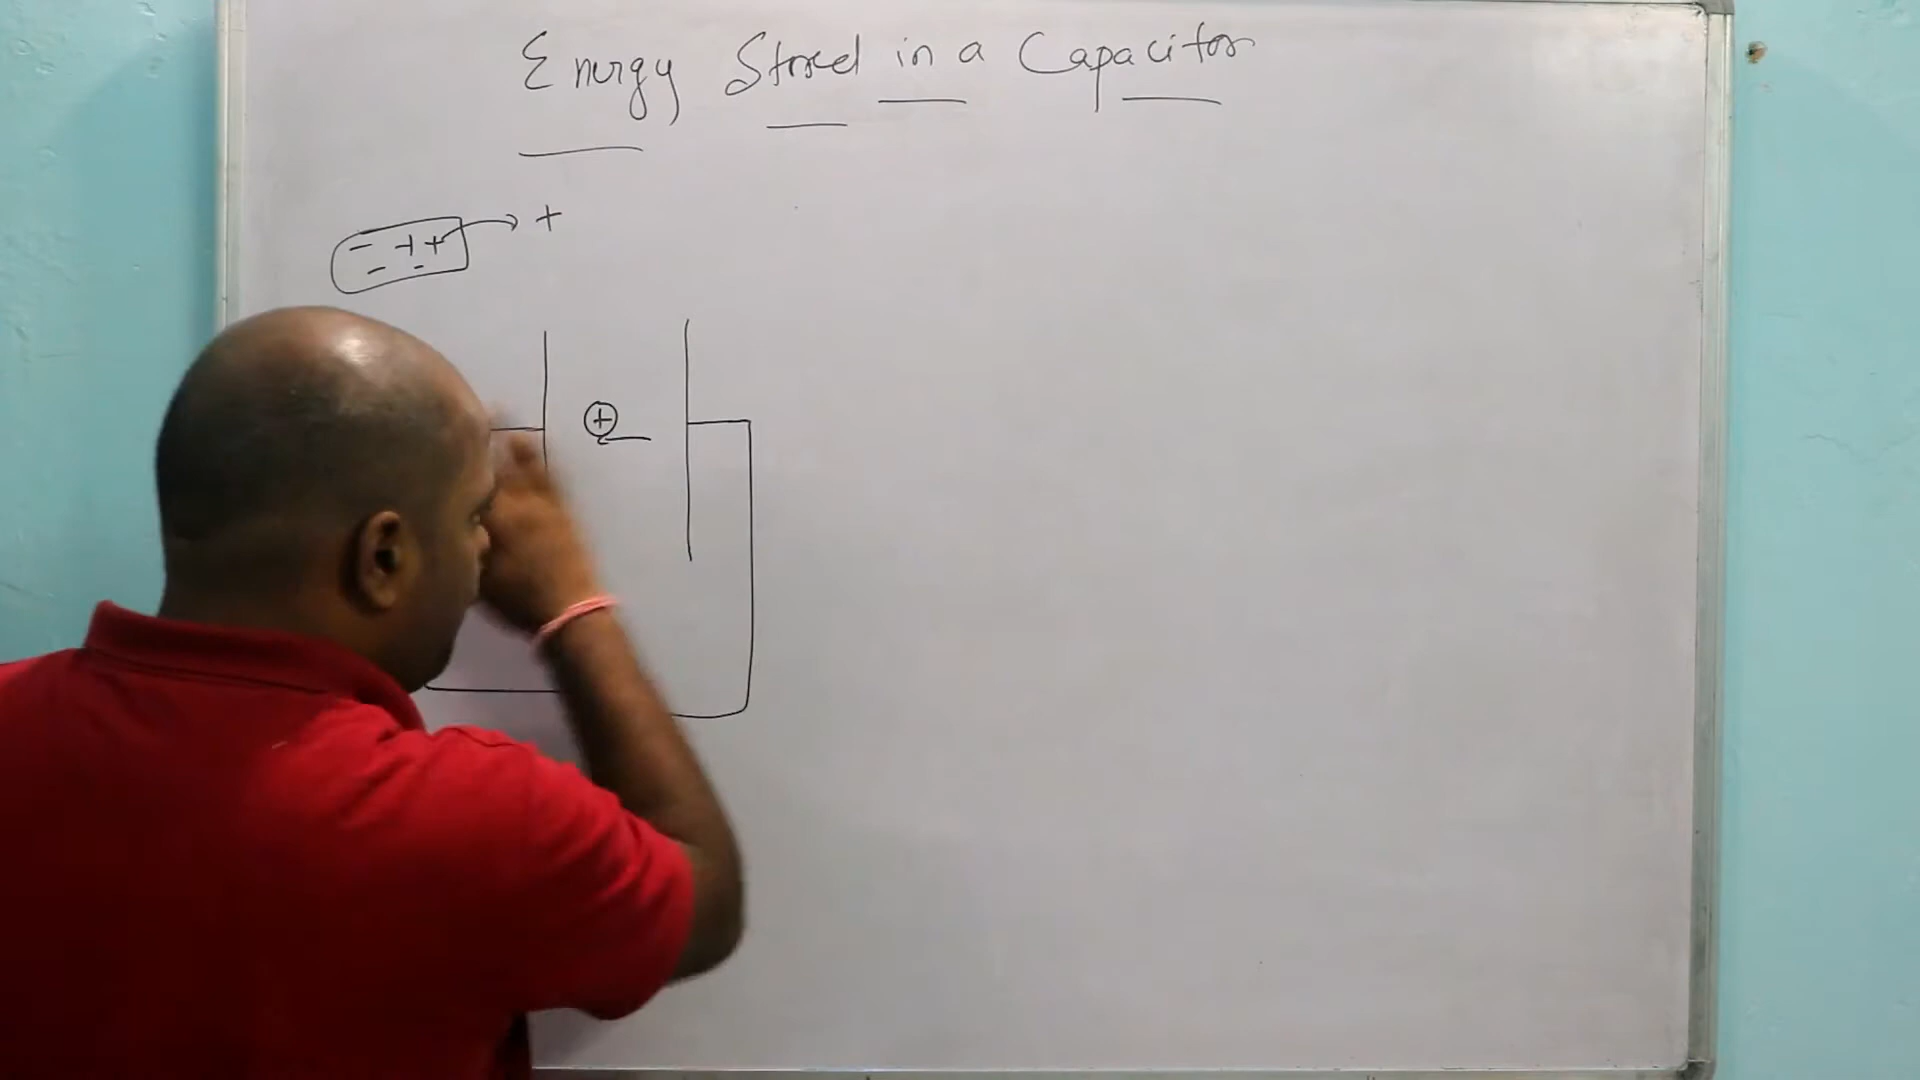 Energy Stored in a Capacitor
- + + → +
- -
+